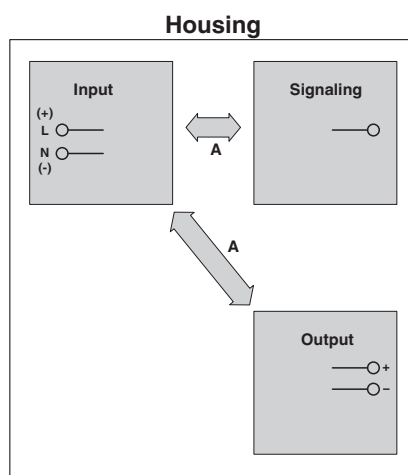 Housing
Input
Signaling
(+)
L
N
(-)
A
A
Output
+
–